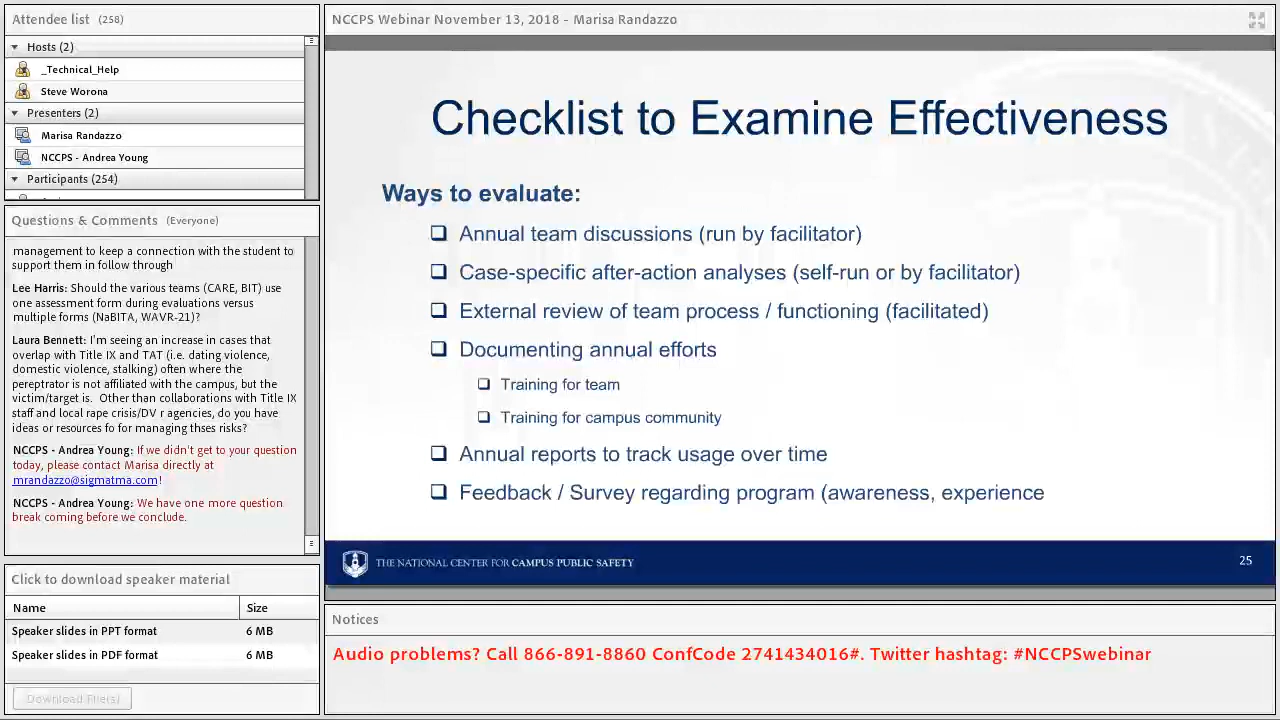 Attendee list (258)
Hosts (2)
_Technical_Help
Steve Worona
Presenters (2)
Marisa Randazzo
NCCPS - Andrea Young
Participants (254)
Questions & Comments (Everyone)
management to keep a connection with the student to
support them in follow through
Lee Harris: Should the various teams (CARE, BIT) use
one assessment form during evaluations versus
multiple forms (NaBITA, WAVR-21)?
Laura Bennett: I'm seeing an increase in cases that
overlap with Title IX and TAT (i.e. dating violence,
domestic violence, stalking) often where the
pereptrator is not affiliated with the campus, but the
victim/target is. Other than collaborations with Title IX
staff and local rape crisis/DV r agencies, do you have
ideas or resources fo for managing thses risks?
NCCPS - Andrea Young: If we didn't get to your question
today, please contact Marisa directly at
mrandazzo@sigmatma.com!
NCCPS - Andrea Young: We have one more question
break coming before we conclude.
Click to download speaker material
Name Size
Speaker slides in PPT format 6 MB
Speaker slides in PDF format 6 MB
Download File(s)
NCCPS Webinar November 13, 2018 - Marisa Randazzo
Checklist to Examine Effectiveness
Ways to evaluate:
Annual team discussions (run by facilitator)
Case-specific after-action analyses (self-run or by facilitator)
External review of team process / functioning (facilitated)
Documenting annual efforts
Training for team
Training for campus community
Annual reports to track usage over time
Feedback / Survey regarding program (awareness, experience
THE NATIONAL CENTER FOR CAMPUS PUBLIC SAFETY
25
Notices
Audio problems? Call 866-891-8860 ConfCode 2741434016#. Twitter hashtag: #NCCPSwebinar